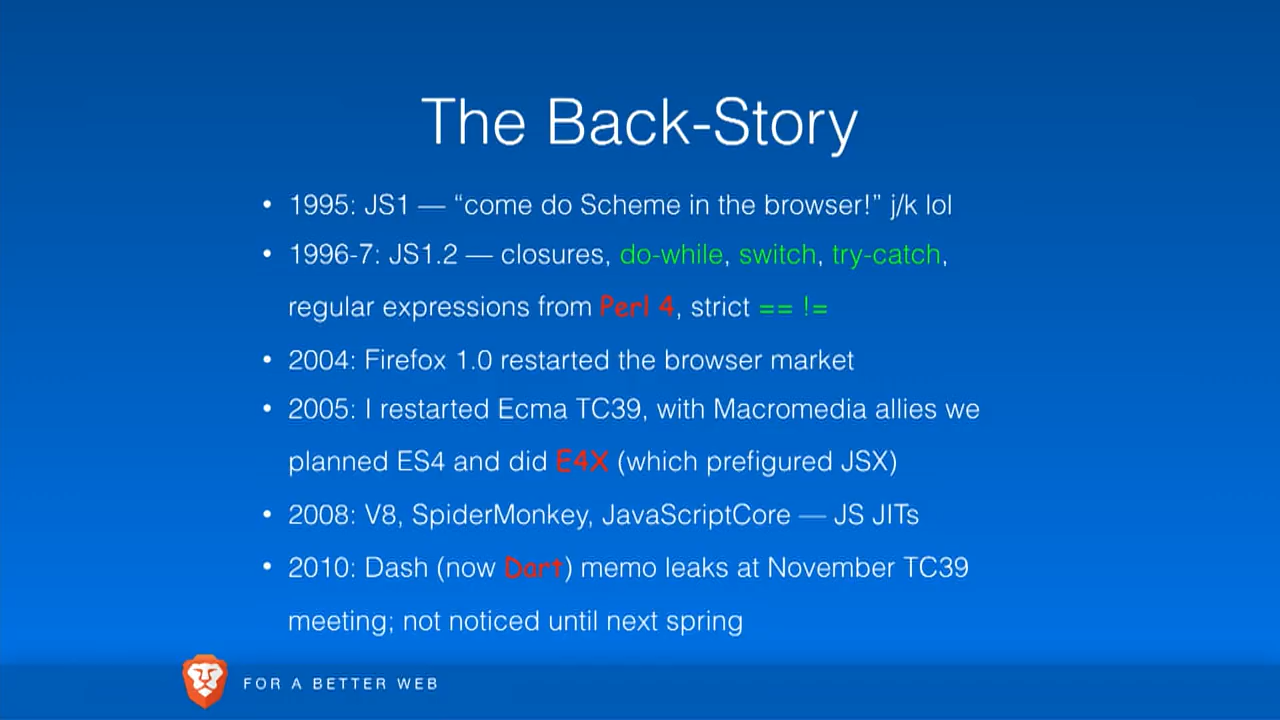 The Back-Story
• 1995: JS1 — “come do Scheme in the browser!” j/k lol
• 1996-7: JS1.2 — closures, do-while, switch, try-catch,
regular expressions from Perl 4, strict == !=
• 2004: Firefox 1.0 restarted the browser market
• 2005: I restarted Ecma TC39, with Macromedia allies we
planned ES4 and did E4X (which prefigured JSX)
• 2008: V8, SpiderMonkey, JavaScriptCore — JS JITs
• 2010: Dash (now Dart) memo leaks at November TC39
meeting; not noticed until next spring
FOR A BETTER WEB